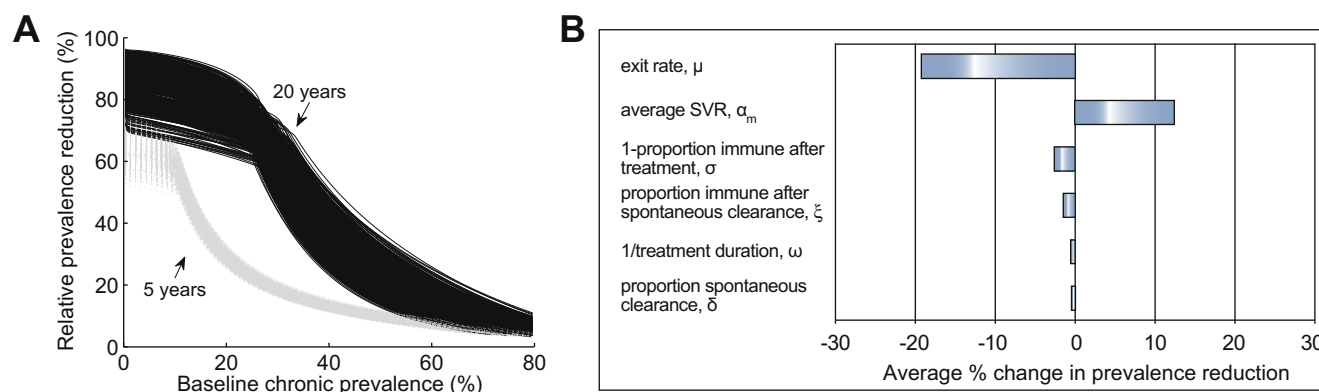 A
Relative prevalence reduction (%)
100
80
60
40
20
0
20 years
5 years
0 20 40 60 80
Baseline chronic prevalence (%)
B
exit rate, μ
average SVR, αm
1-proportion immune after
treatment, σ
proportion immune after
spontaneous clearance, ξ
1/treatment duration, ω
proportion spontaneous
clearance, δ
-30 -20 -10 0 10 20 30
Average % change in prevalence reduction